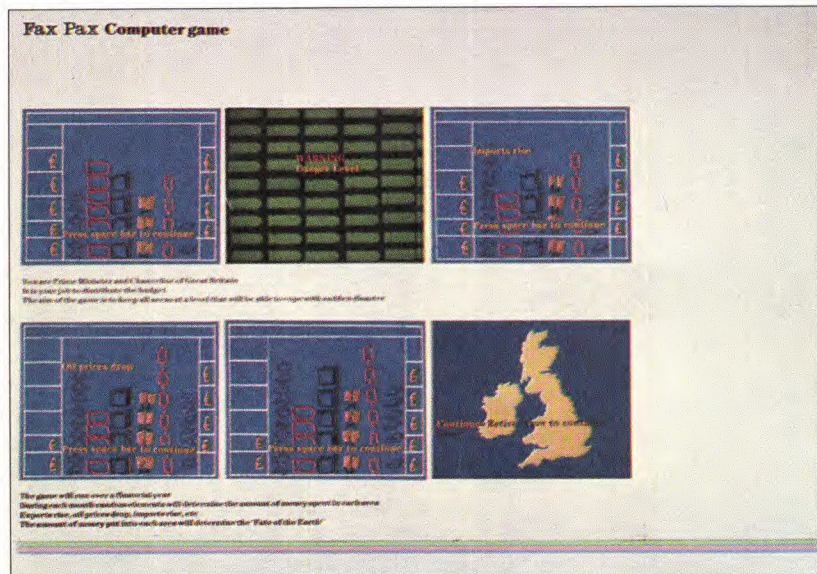 Fax Pax Computer game
Press space bar to continue
WARNING
Danger Level
Imports rise
Press space bar to continue
You are Prime Minister and Chancellor of Great Britain
It is your job to distribute the budget
The aim of the game is to keep all areas at a level that will be able to cope with sudden disaster
Oil prices drop
Press space bar to continue
Press space bar to continue
Continue to continue
The game will run over a financial year
During each month random elements will determine the amount of money spent in each area
Exports rise, oil prices drop, imports rise, etc
The amount of money put into each area will determine the 'Fate of the Earth'